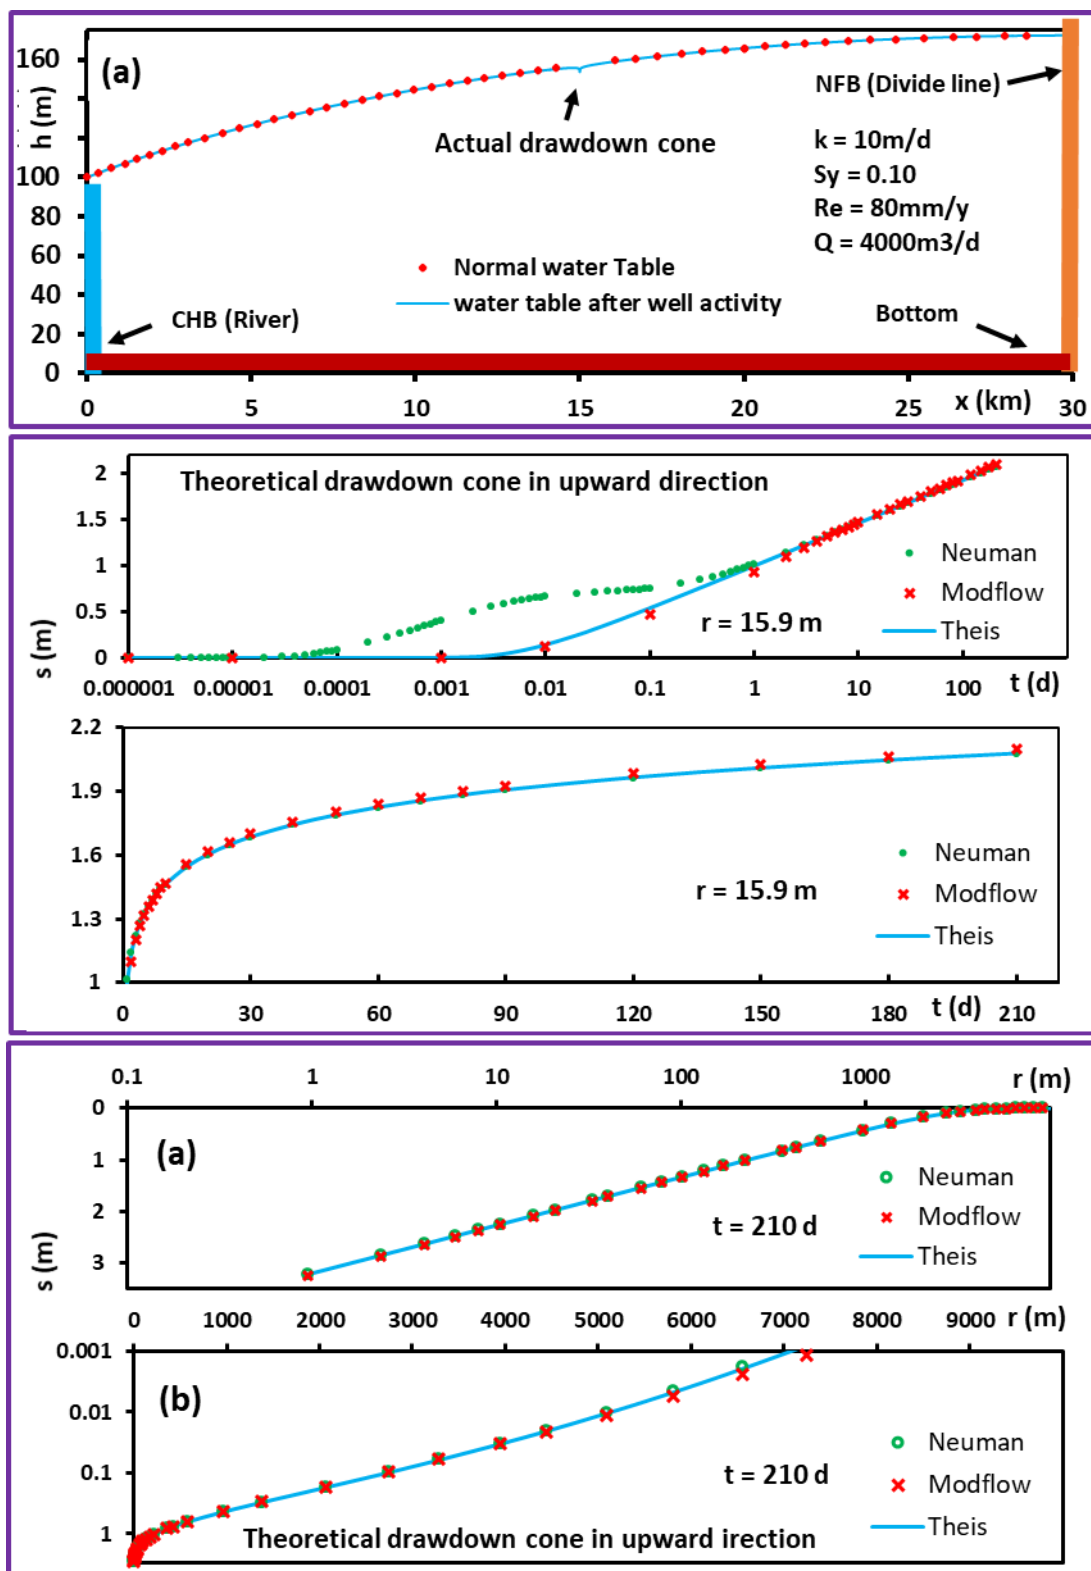 160
(a)
NFB (Divide line)
h (m)
Actual drawdown cone
k = 10m/d
Sy = 0.10
Re = 80mm/y
Q = 4000m3/d
100
80
60
40
20
0
Normal water Table
water table after well activity
CHB (River)
Bottom
0 5 10 15 20 25 x (km) 30
Theoretical drawdown cone in upward direction
2
1.5
1
0.5
0
s (m)
Neuman
Modflow
Theis
r = 15.9 m
0.000001 0.00001 0.0001 0.001 0.01 0.1 1 10 100 t (d)
2.2
1.9
1.6
1.3
1
Neuman
Modflow
Theis
r = 15.9 m
0 30 60 90 120 150 180 t (d) 210
0.1 1 10 100 1000 r (m)
0
1
2
3
s (m)
(a)
Neuman
Modflow
Theis
t = 210 d
0 1000 2000 3000 4000 5000 6000 7000 8000 9000 r (m)
0.001
0.01
0.1
1
(b)
Neuman
Modflow
Theis
t = 210 d
Theoretical drawdown cone in upward irection